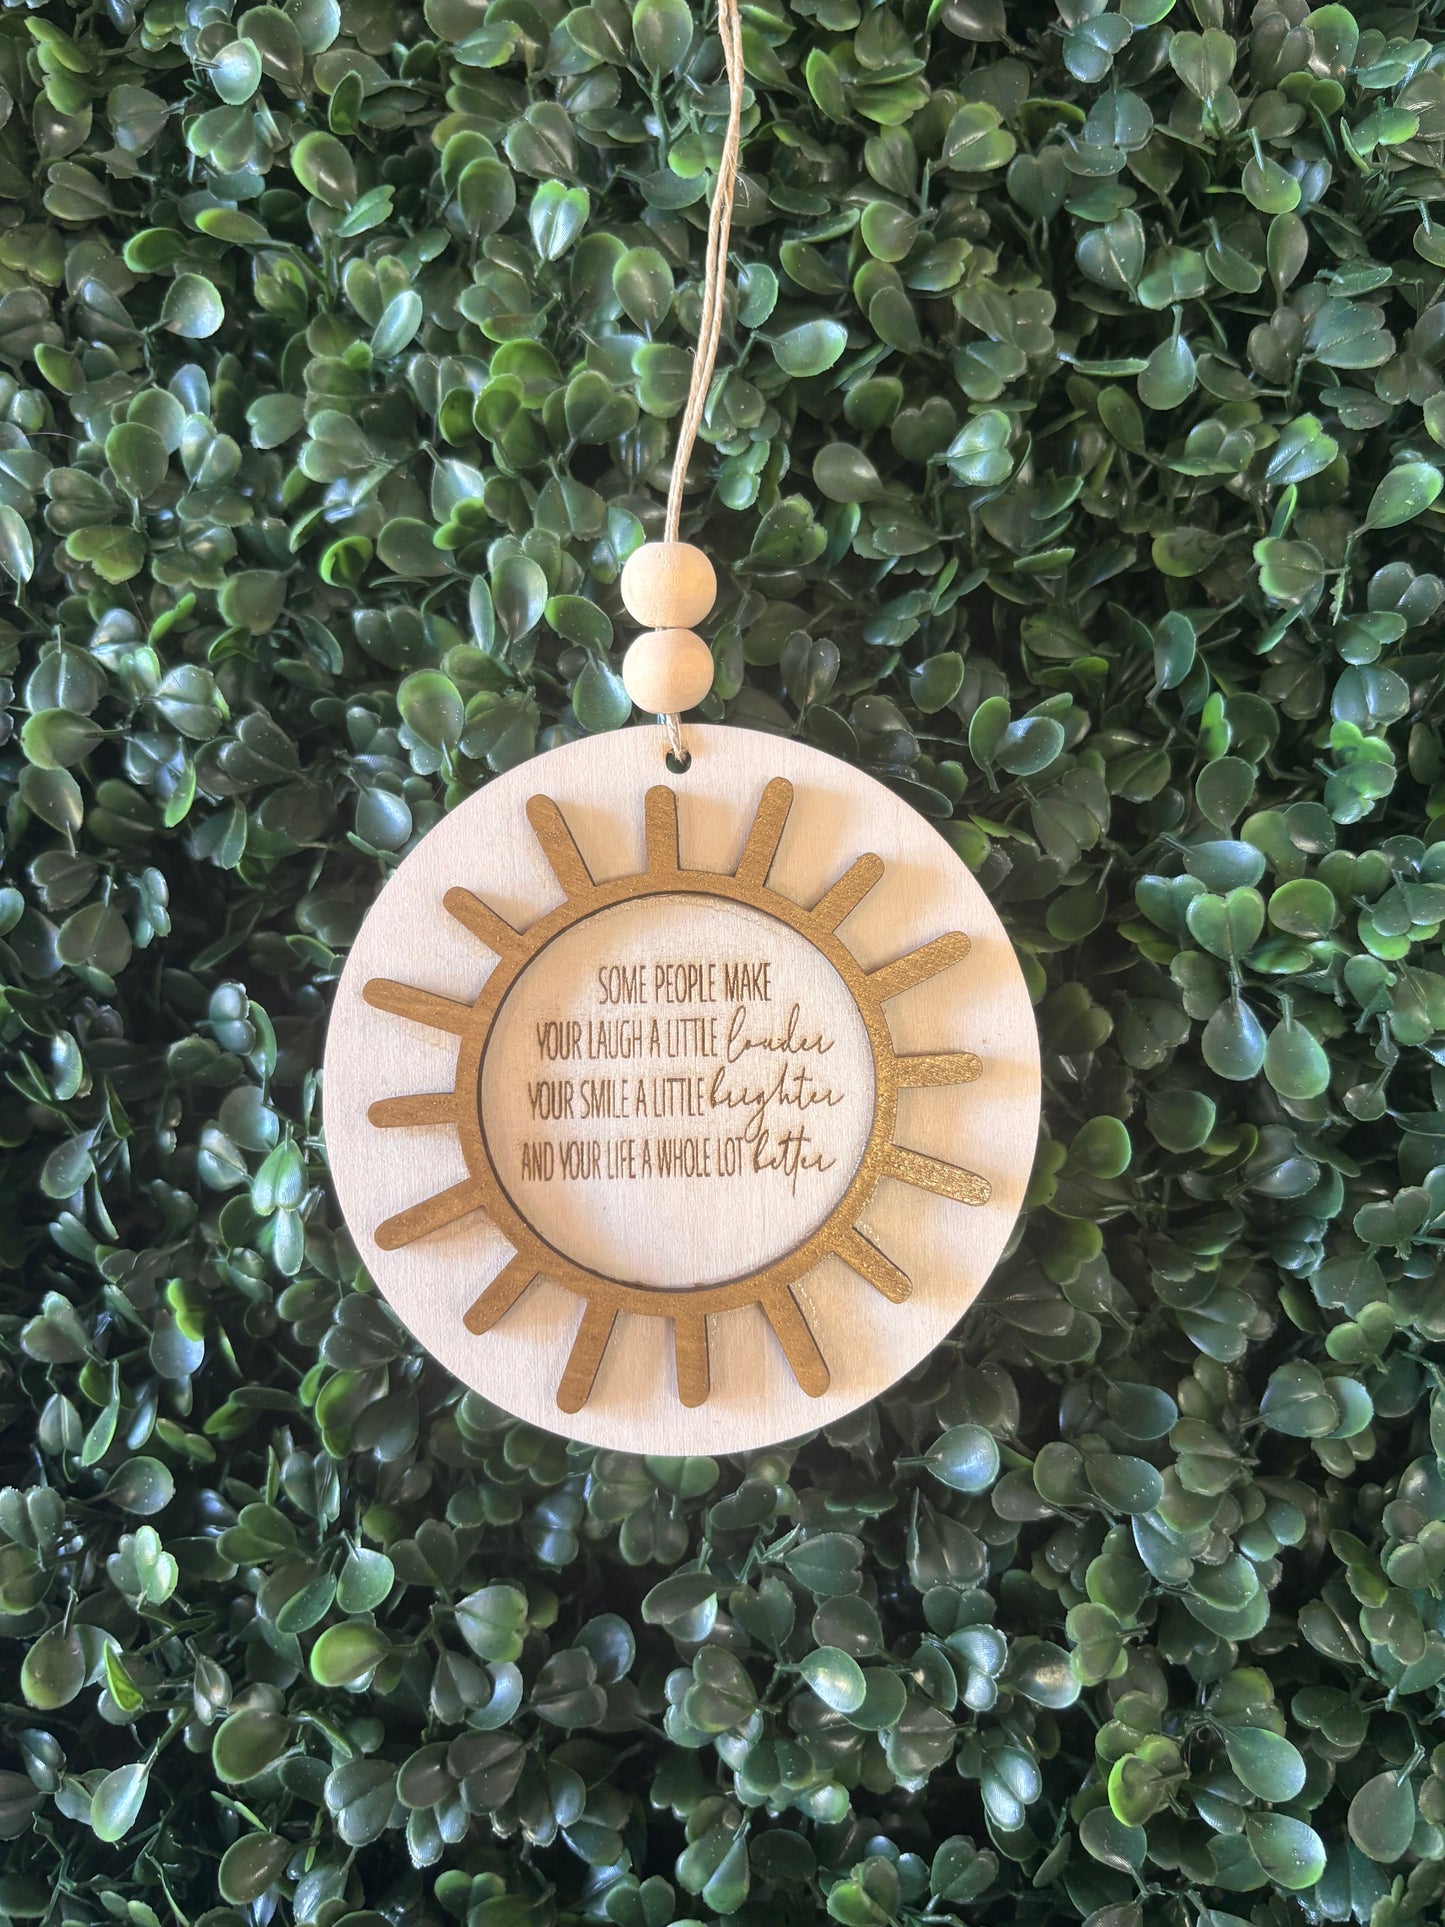 SOME PEOPLE MAKE
YOUR LAUGH A LITTLE louder
YOUR SMILE A LITTLE brighter
AND YOUR LIFE A WHOLE LOT better